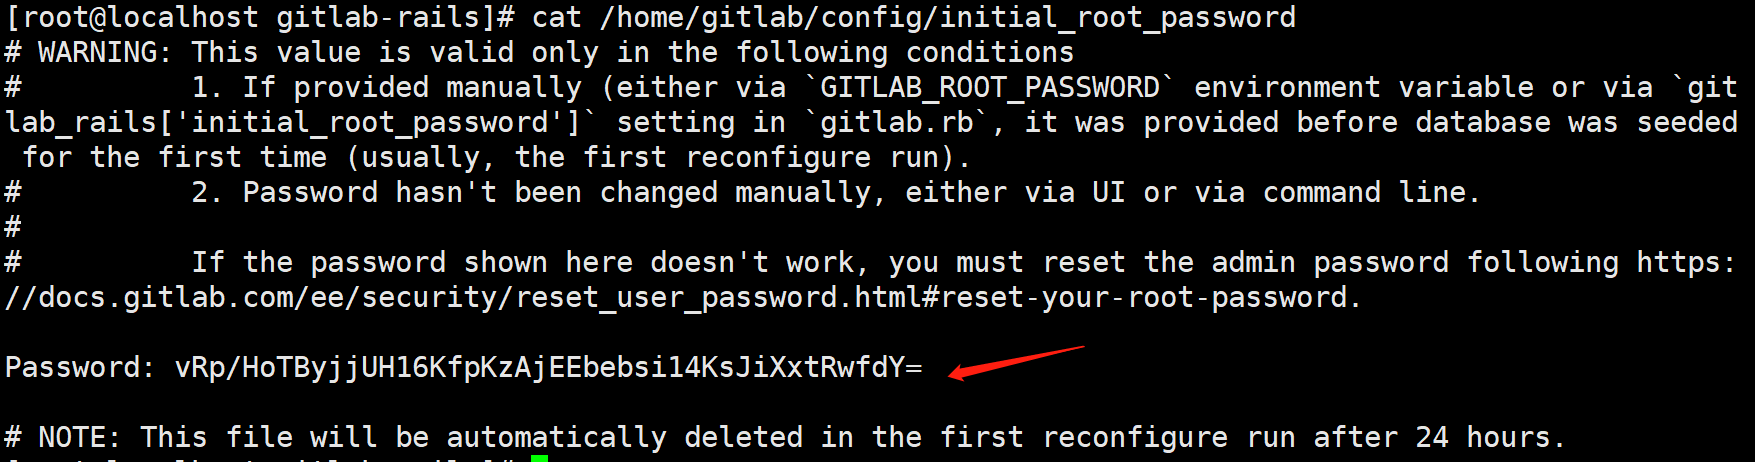 [root@localhost gitlab-rails]# cat /home/gitlab/config/initial_root_password
# WARNING: This value is valid only in the following conditions
#          1. If provided manually (either via `GITLAB_ROOT_PASSWORD` environment variable or via `git
lab_rails['initial_root_password']` setting in `gitlab.rb`, it was provided before database was seeded
 for the first time (usually, the first reconfigure run).
#          2. Password hasn't been changed manually, either via UI or via command line.
#
#          If the password shown here doesn't work, you must reset the admin password following https:
//docs.gitlab.com/ee/security/reset_user_password.html#reset-your-root-password.

Password: vRp/HoTByjjUH16KfpKzAjEEbebsi14KsJiXxtRwfdY=

# NOTE: This file will be automatically deleted in the first reconfigure run after 24 hours.